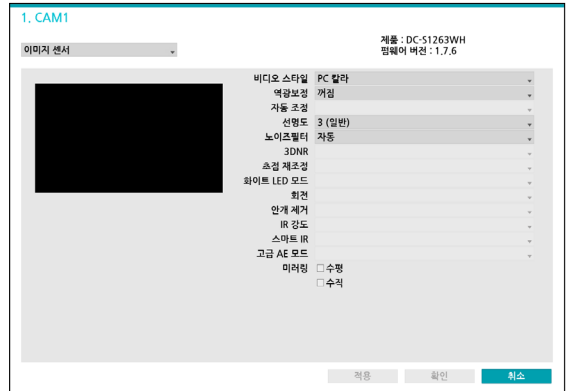 1. CAM1
제품 : DC-S1263WH
이미지 센서
펌웨어 버전 : 1.7.6
비디오 스타일 PC 칼라
역광보정 꺼짐
자동 조정
선명도 3 (일반)
노이즈필터 자동
3DNR
초점 재조정
화이트 LED 모드
회전
안개 제거
IR 강도
스마트 IR
고급 AE 모드
미러링 수평
수직
적용 확인 취소